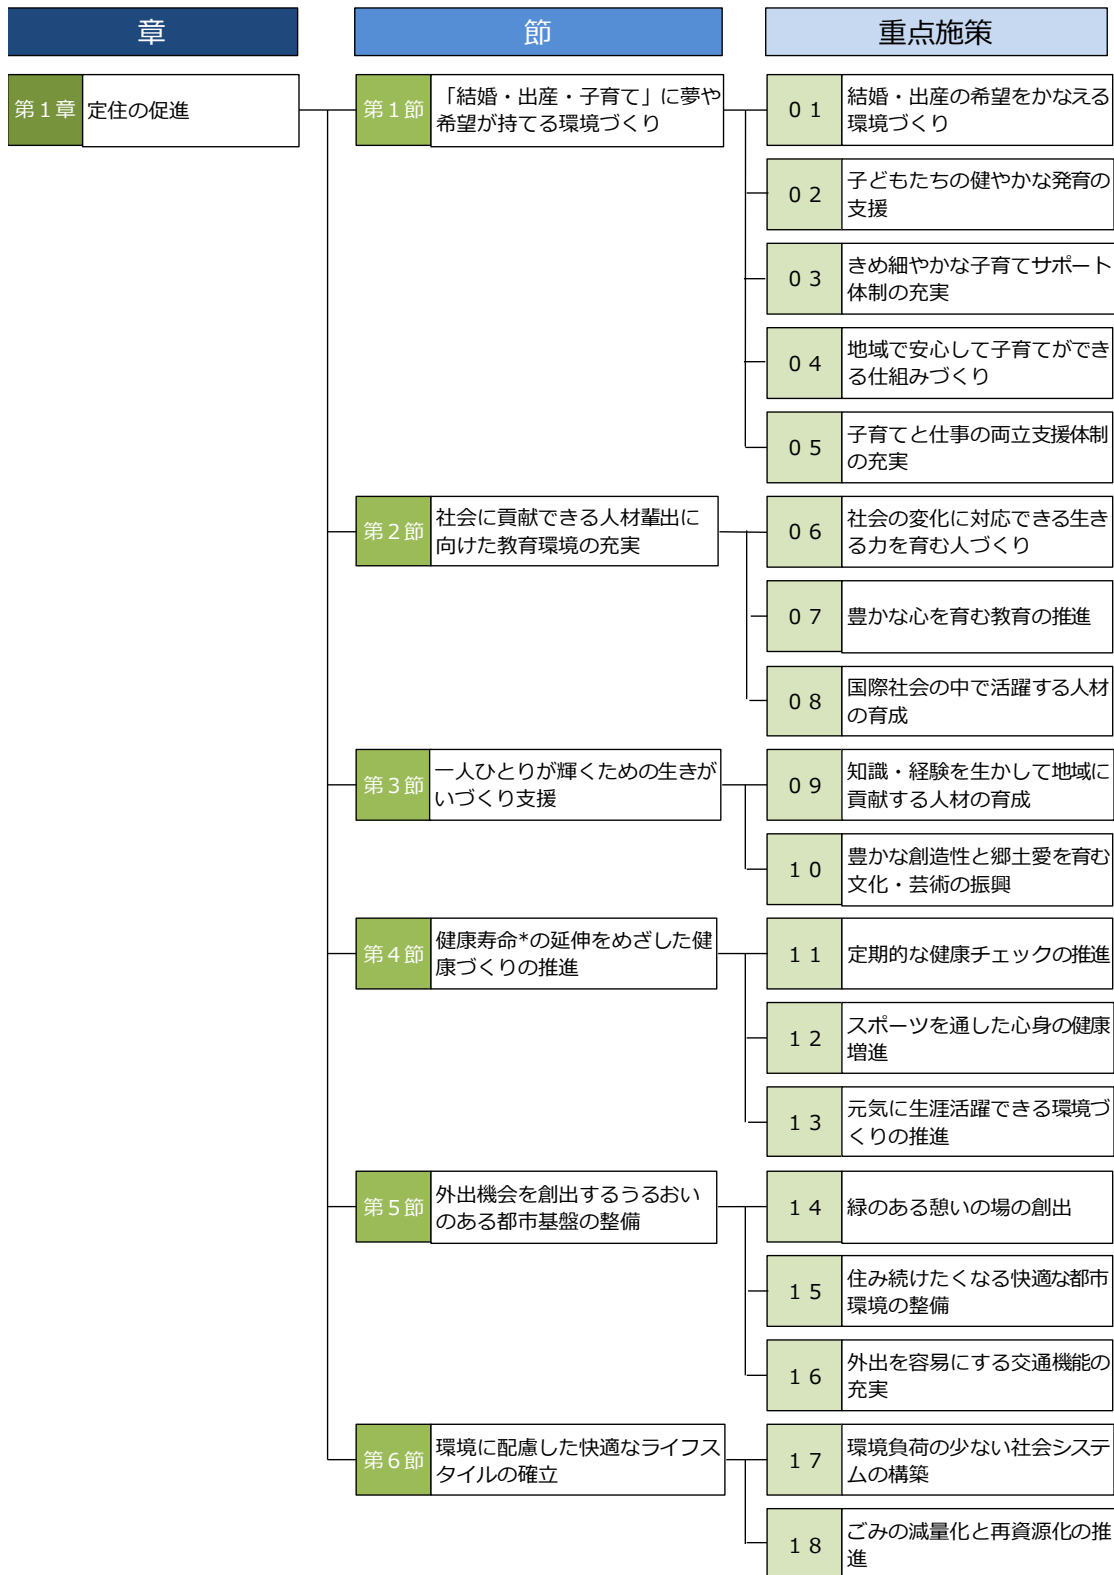 章
節
重点施策
第1章
定住の促進
第1節
「結婚・出産・子育て」に夢や
希望が持てる環境づくり
01
結婚・出産の希望をかなえる
環境づくり
02
子どもたちの健やかな発育の
支援
03
きめ細やかな子育てサポート
体制の充実
04
地域で安心して子育てができ
る仕組みづくり
05
子育てと仕事の両立支援体制
の充実
第2節
社会に貢献できる人材輩出に
向けた教育環境の充実
06
社会の変化に対応できる生き
る力を育む人づくり
07
豊かな心を育む教育の推進
08
国際社会の中で活躍する人材
の育成
第3節
一人ひとりが輝くための生きが
いづくり支援
09
知識・経験を生かして地域に
貢献する人材の育成
10
豊かな創造性と郷土愛を育む
文化・芸術の振興
第4節
健康寿命*の延伸をめざした健
康づくりの推進
11
定期的な健康チェックの推進
12
スポーツを通した心身の健康
増進
13
元気に生涯活躍できる環境づ
くりの推進
第5節
外出機会を創出するうるおい
のある都市基盤の整備
14
緑のある憩いの場の創出
15
住み続けたくなる快適な都市
環境の整備
16
外出を容易にする交通機能の
充実
第6節
環境に配慮した快適なライフス
タイルの確立
17
環境負荷の少ない社会システ
ムの構築
18
ごみの減量化と再資源化の推
進